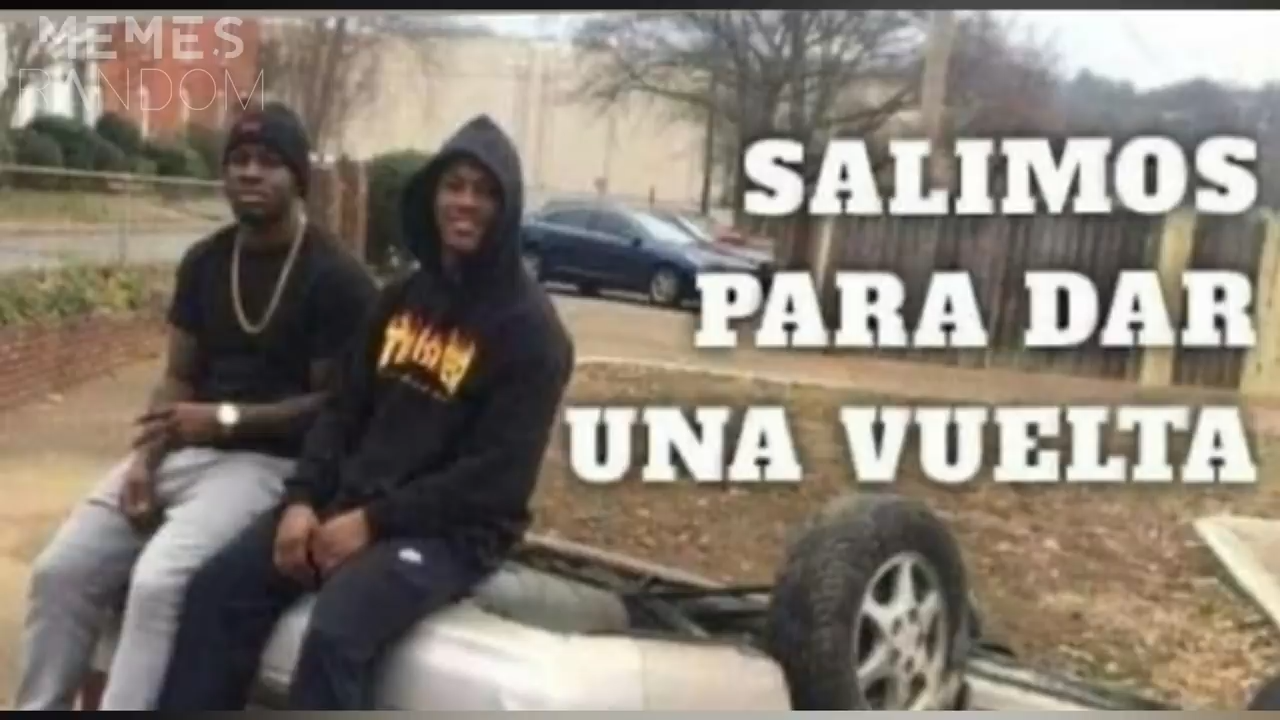 MEMES
RANDOM
SALIMOS
PARA DAR
UNA VUELTA